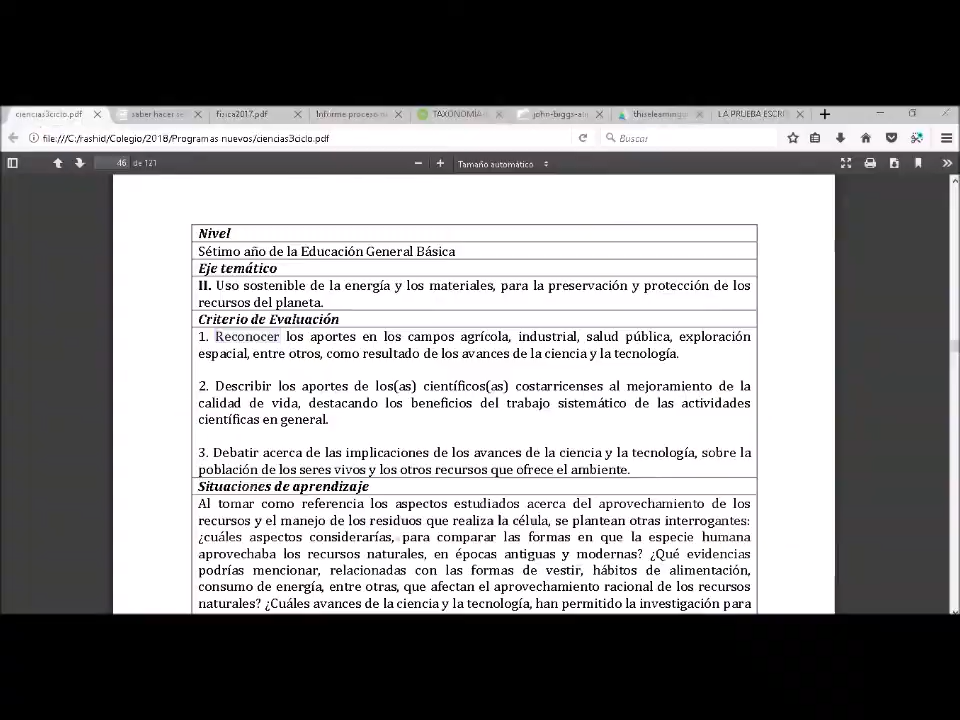 ciencias3ciclo.pdf
saber hacer se
fisica2017.pdf
Informe proceso
TAXONOMÍA
john-biggs-
thisislearning
LA PRUEBA ESCRI
file:///C:/rashid/Colegio/2018/Programas nuevos/ciencias3ciclo.pdf
Buscar
46 de 121
Tamaño automático
Nivel
Sétimo año de la Educación General Básica
Eje temático
II. Uso sostenible de la energía y los materiales, para la preservación y protección de los
recursos del planeta.
Criterio de Evaluación
1. Reconocer los aportes en los campos agrícola, industrial, salud pública, exploración
espacial, entre otros, como resultado de los avances de la ciencia y la tecnología.
2. Describir los aportes de los(as) científicos(as) costarricenses al mejoramiento de la
calidad de vida, destacando los beneficios del trabajo sistemático de las actividades
científicas en general.
3. Debatir acerca de las implicaciones de los avances de la ciencia y la tecnología, sobre la
población de los seres vivos y los otros recursos que ofrece el ambiente.
Situaciones de aprendizaje
Al tomar como referencia los aspectos estudiados acerca del aprovechamiento de los
recursos y el manejo de los residuos que realiza la célula, se plantean otras interrogantes:
¿cuáles aspectos considerarías, para comparar las formas en que la especie humana
aprovechaba los recursos naturales, en épocas antiguas y modernas? ¿Qué evidencias
podrías mencionar, relacionadas con las formas de vestir, hábitos de alimentación,
consumo de energía, entre otras, que afectan el aprovechamiento racional de los recursos
naturales? ¿Cuáles avances de la ciencia y la tecnología, han permitido la investigación para